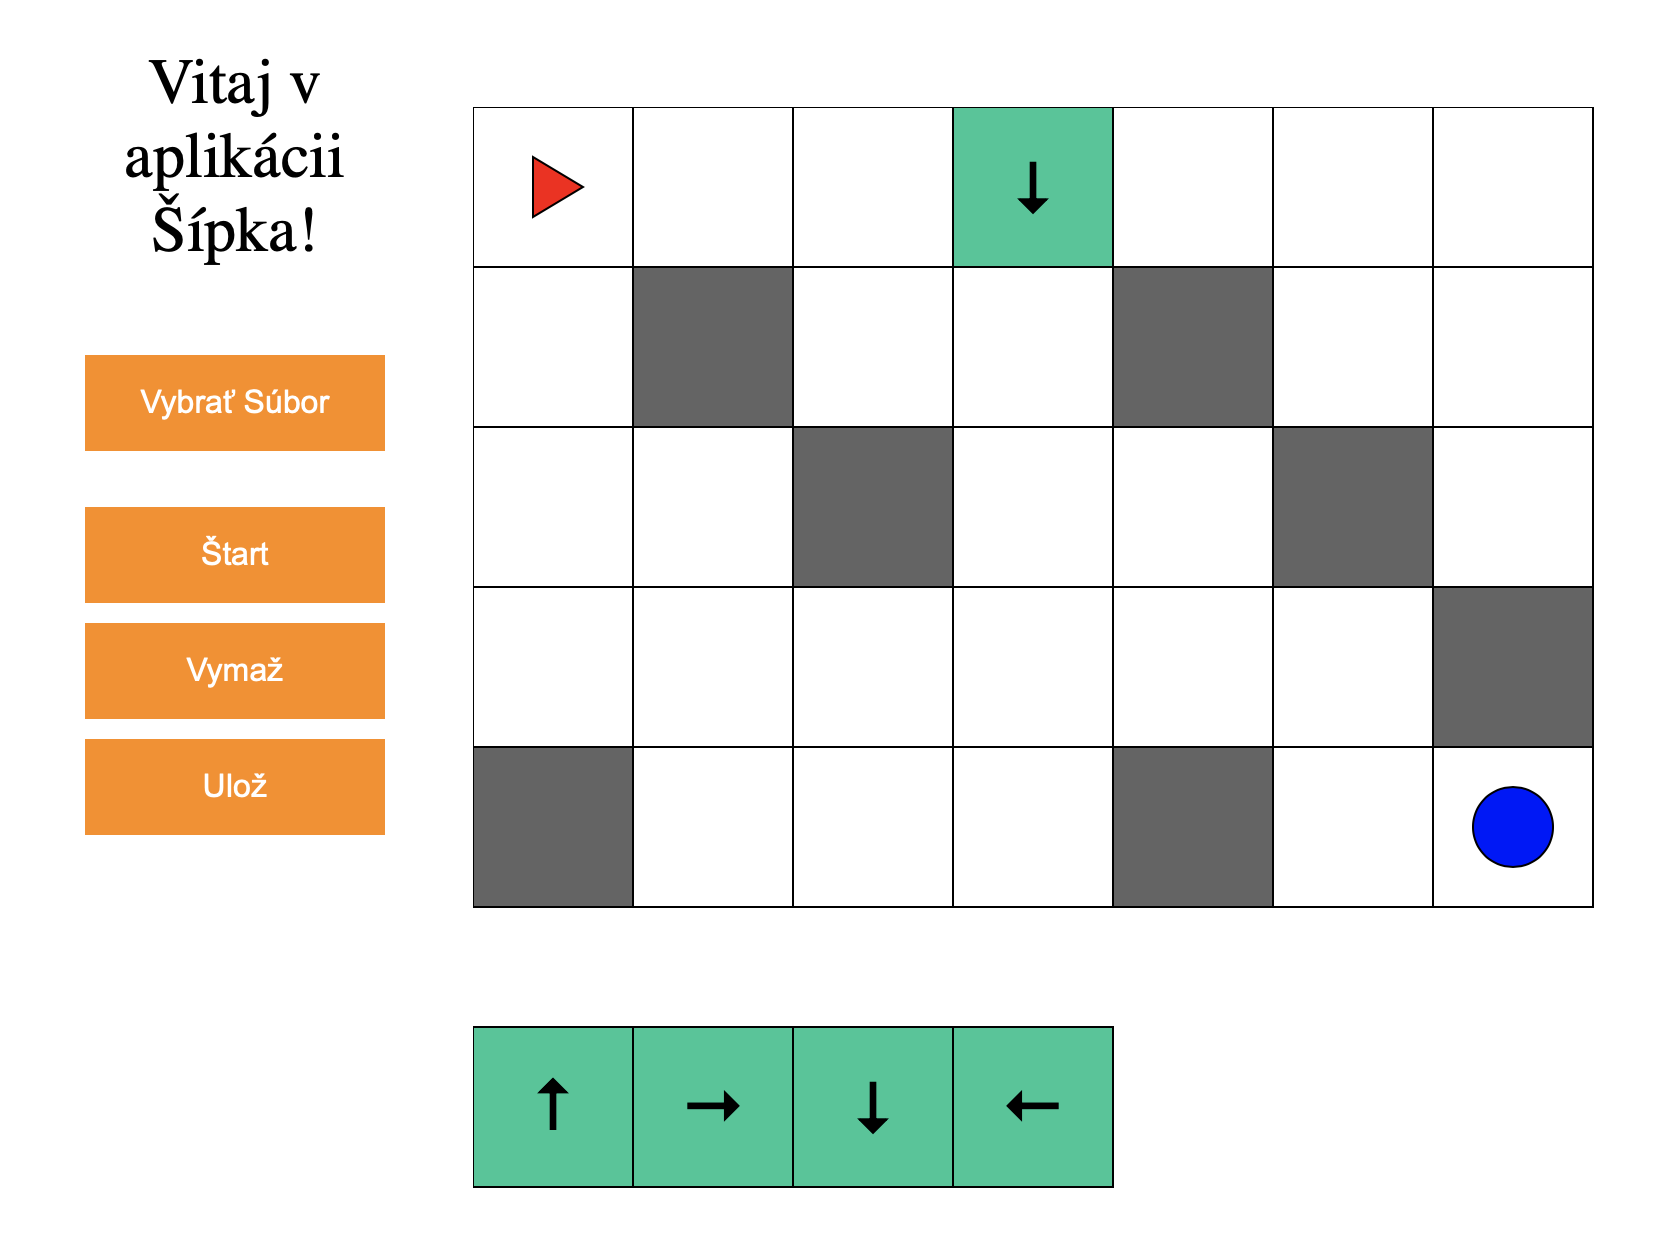 Vitaj v
aplikácii
Šípka!
Vybrať Súbor
Štart
Vymaž
Ulož
↓
↑ → ↓ ←